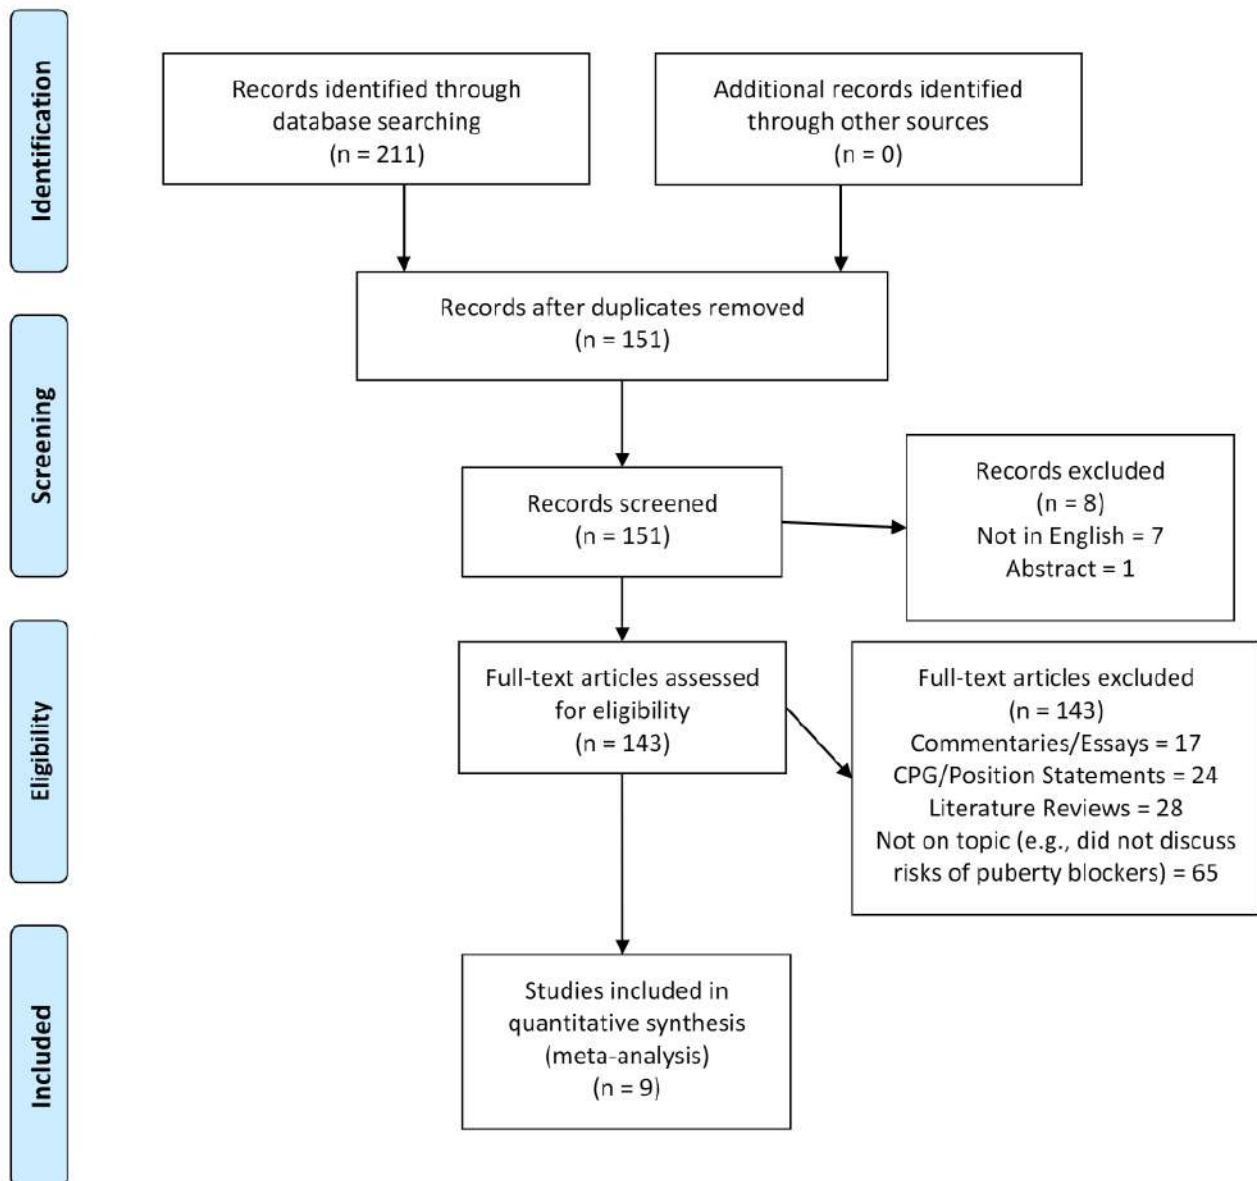 Identification
Records identified through
database searching
(n = 211)
Additional records identified
through other sources
(n = 0)
Records after duplicates removed
(n = 151)
Screening
Records screened
(n = 151)
Records excluded
(n = 8)
Not in English = 7
Abstract = 1
Eligibility
Full-text articles assessed
for eligibility
(n = 143)
Full-text articles excluded
(n = 143)
Commentaries/Essays = 17
CPG/Position Statements = 24
Literature Reviews = 28
Not on topic (e.g., did not discuss
risks of puberty blockers) = 65
Included
Studies included in
quantitative synthesis
(meta-analysis)
(n = 9)